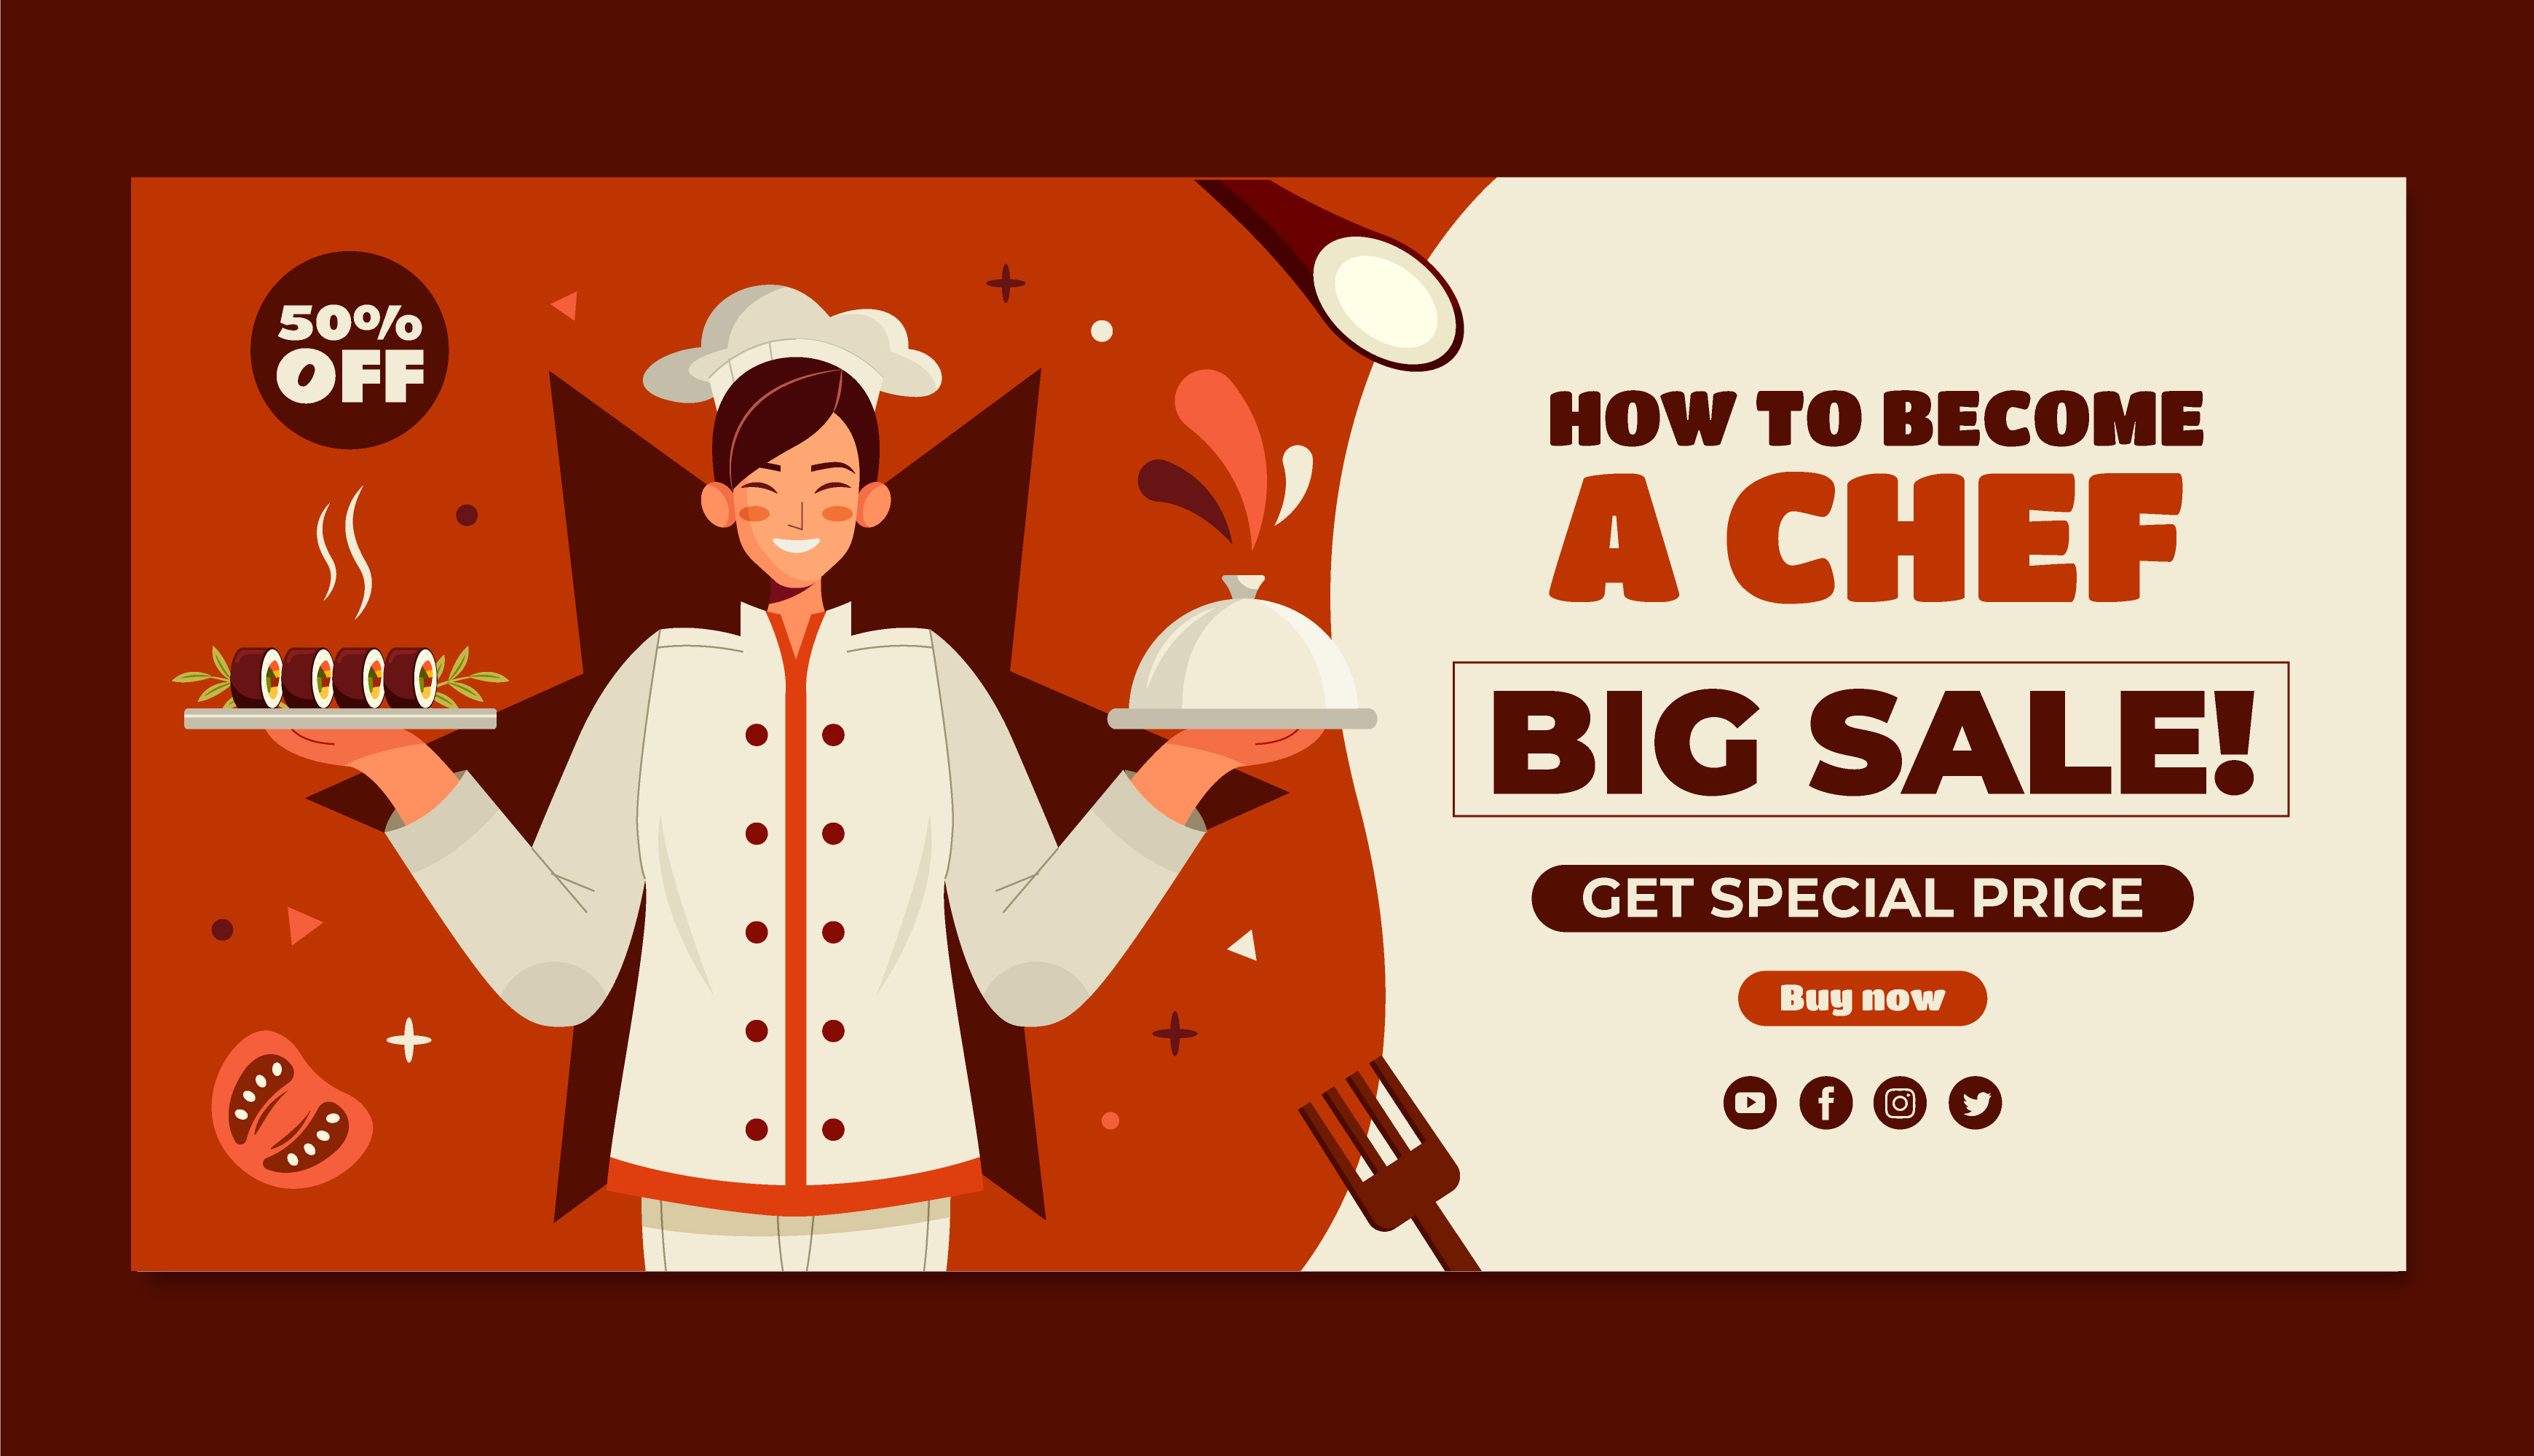 50%
OFF
HOW TO BECOME
A CHEF
BIG SALE!
GET SPECIAL PRICE
Buy now